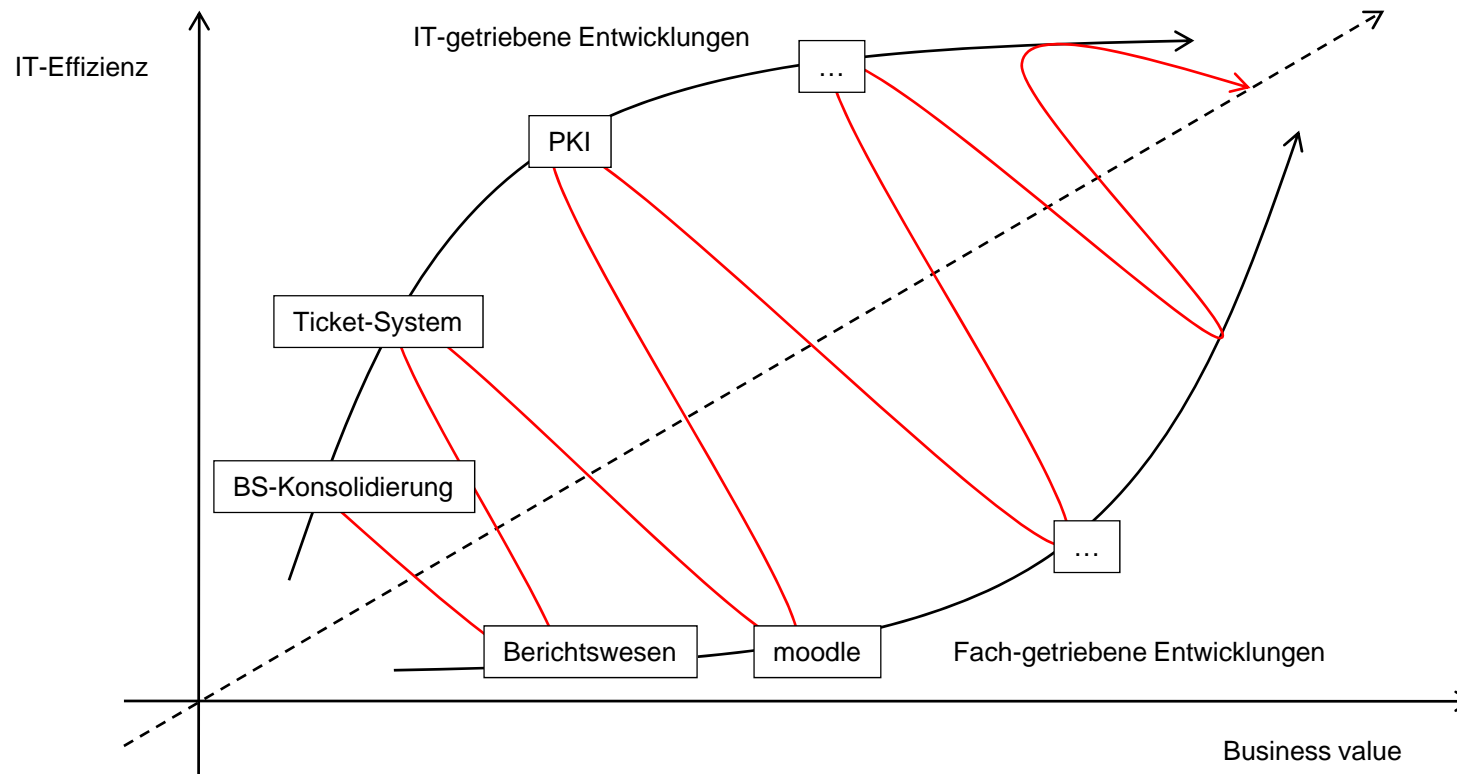 IT-getriebene Entwicklungen
IT-Effizienz
…
PKI
Ticket-System
BS-Konsolidierung
…
Berichtswesen
moodle
Fach-getriebene Entwicklungen
Business value